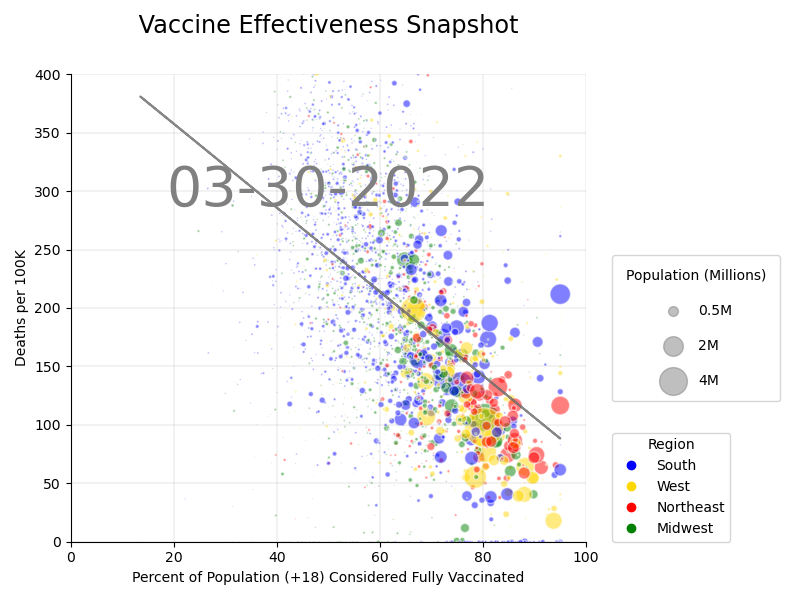 Vaccine Effectiveness Snapshot
400
350
300
250
200
150
100
50
0
Deaths per 100K
03-30-2022
0
20
40
60
80
100
Percent of Population (+18) Considered Fully Vaccinated
Population (Millions)
0.5M
2M
4M
Region
South
West
Northeast
Midwest